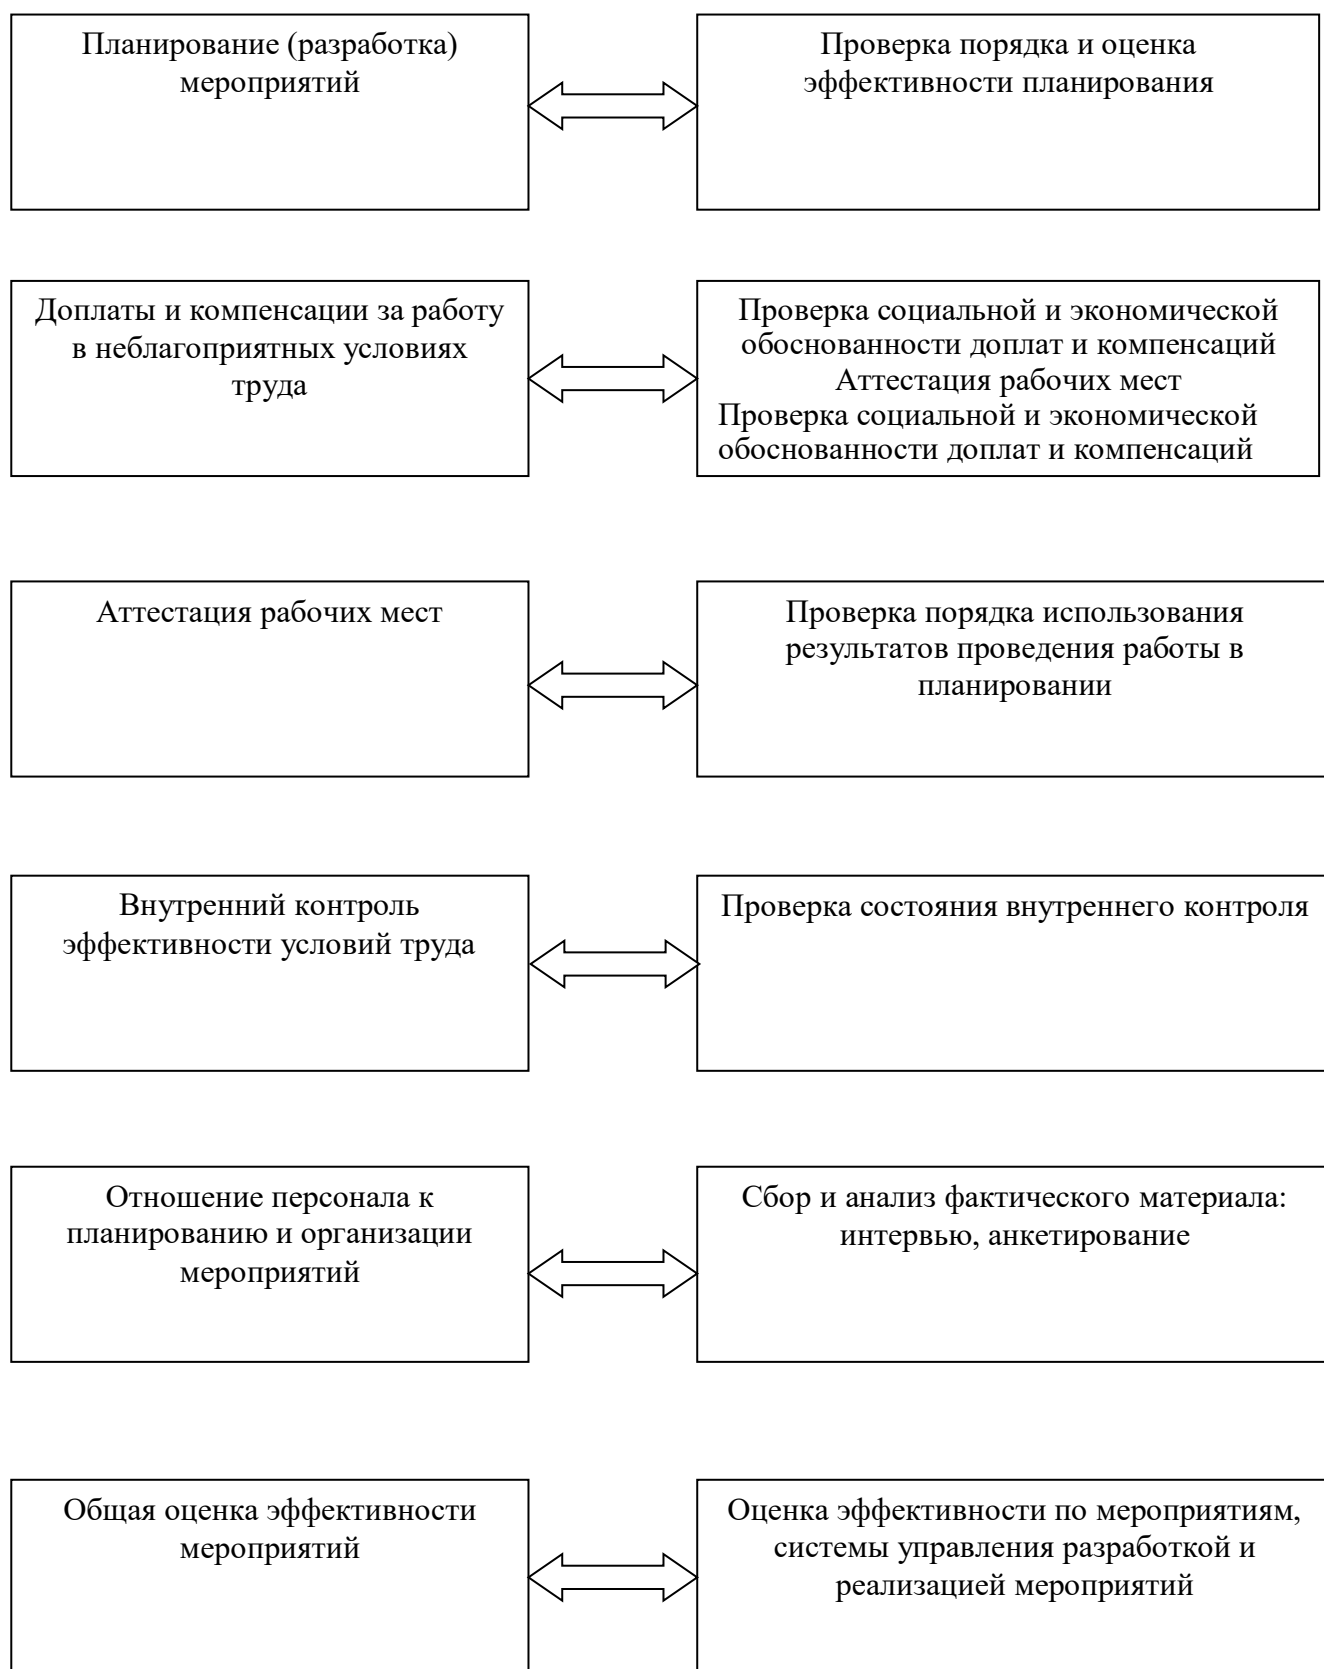 Планирование (разработка)
мероприятий
Проверка порядка и оценка
эффективности планирования
Доплаты и компенсации за работу
в неблагоприятных условиях
труда
Проверка социальной и экономической
обоснованности доплат и компенсаций
Аттестация рабочих мест
Проверка социальной и экономической
обоснованности доплат и компенсаций
Аттестация рабочих мест
Проверка порядка использования
результатов проведения работы в
планировании
Внутренний контроль
эффективности условий труда
Проверка состояния внутреннего контроля
Отношение персонала к
планированию и организации
мероприятий
Сбор и анализ фактического материала:
интервью, анкетирование
Общая оценка эффективности
мероприятий
Оценка эффективности по мероприятиям,
системы управления разработкой и
реализацией мероприятий